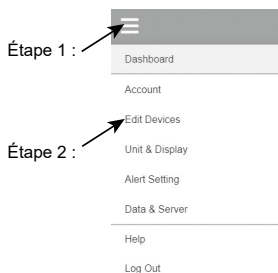 Étape 1 :
Dashboard
Account
Edit Devices
Étape 2 :
Unit & Display
Alert Setting
Data & Server
Help
Log Out